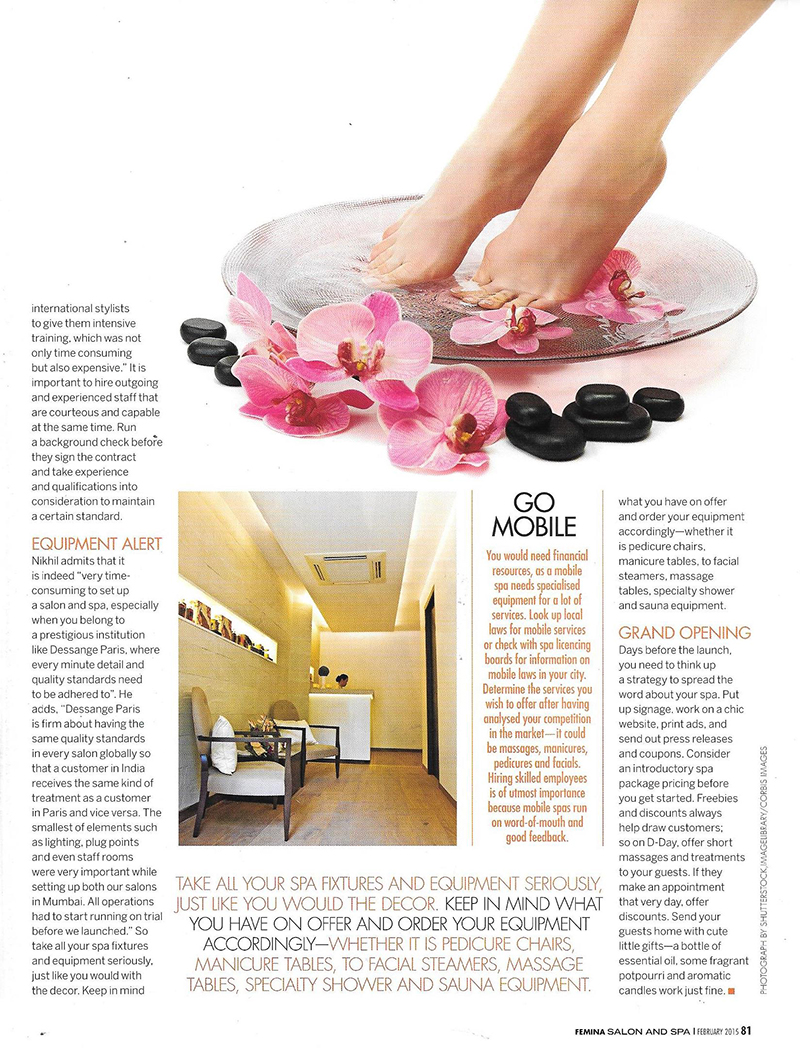 international stylists
to give them intensive
training, which was not
only time consuming
but also expensive.” It is
important to hire outgoing
and experienced staff that
are courteous and capable
at the same time. Run
a background check before
they sign the contract
and take experience
and qualifications into
consideration to maintain
a certain standard.
EQUIPMENT ALERT
Nikhil admits that it
is indeed “very time-
consuming to set up
a salon and spa, especially
when you belong to
a prestigious institution
like Dessange Paris, where
every minute detail and
quality standards need
to be adhered to”. He
adds, “Dessange Paris
is firm about having the
same quality standards
in every salon globally so
that a customer in India
receives the same kind of
treatment as a customer
in Paris and vice versa. The
smallest of elements such
as lighting, plug points
and even staff rooms
were very important while
setting up both our salons
in Mumbai. All operations
had to start running on trial
before we launched.” So
take all your spa fixtures
and equipment seriously,
just like you would with
the decor. Keep in mind
GO
MOBILE
You would need financial
resources, as a mobile
spa needs specialised
equipment for a lot of
services. Look up local
laws for mobile services
or check with spa licencing
boards for information on
mobile laws in your city.
Determine the services you
wish to offer after having
analysed your competition
in the market—it could
be massages, manicures,
pedicures and facials.
Hiring skilled employees
is of utmost importance
because mobile spas run
on word-of-mouth and
good feedback.
TAKE ALL YOUR SPA FIXTURES AND EQUIPMENT SERIOUSLY,
JUST LIKE YOU WOULD THE DECOR. KEEP IN MIND WHAT
YOU HAVE ON OFFER AND ORDER YOUR EQUIPMENT
ACCORDINGLY—WHETHER IT IS PEDICURE CHAIRS,
MANICURE TABLES, TO FACIAL STEAMERS, MASSAGE
TABLES, SPECIALTY SHOWER AND SAUNA EQUIPMENT.
what you have on offer
and order your equipment
accordingly—whether it
is pedicure chairs,
manicure tables, to facial
steamers, massage
tables, specialty shower
and sauna equipment.
GRAND OPENING
Days before the launch,
you need to think up
a strategy to spread the
word about your spa. Put
up signage, work on a chic
website, print ads, and
send out press releases
and coupons. Consider
an introductory spa
package pricing before
you get started. Freebies
and discounts always
help draw customers;
so on D-Day, offer short
massages and treatments
to your guests. If they
make an appointment
that very day, offer
discounts. Send your
guests home with cute
little gifts—a bottle of
essential oil, some fragrant
potpourri and aromatic
candles work just fine.
PHOTOGRAPH BY SHUTTERSTOCK,IMAGELIBRARY/CORBIS IMAGES
FEMINA SALON AND SPA | FEBRUARY 2015 81